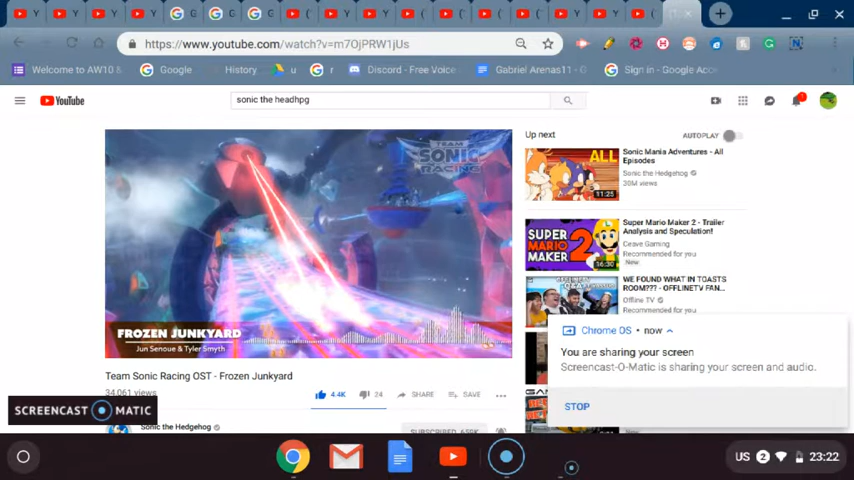 https://www.youtube.com/watch?v=m7OjPRW1jUs
Welcome to AW10 &
Google
History
u
r
Discord - Free Voice
Gabriel Arenas11 - G
Sign in - Google Acc
YouTube
sonic the headhpg
TEAM
SONIC
RACING
FROZEN JUNKYARD
Jun Senoue & Tyler Smyth
Team Sonic Racing OST - Frozen Junkyard
34,061 views
4.4K
24
SHARE
SAVE
Sonic the Hedgehog
SUBSCRIBED 659K
SCREENCAST MATIC
Up next
AUTOPLAY
ALL
11:25
Sonic Mania Adventures - All
Episodes
Sonic the Hedgehog
30M views
SUPER
MARIO
MAKER
2
16:30
Super Mario Maker 2 - Trailer
Analysis and Speculation!
Ceave Gaming
Recommended for you
New
WE FOUND WHAT IN TOASTS
ROOM??? - OFFLINETV FAN...
Offline TV
Recommended for you
Chrome OS • now
You are sharing your screen
Screencast-O-Matic is sharing your screen and audio.
STOP
US
2
23:22